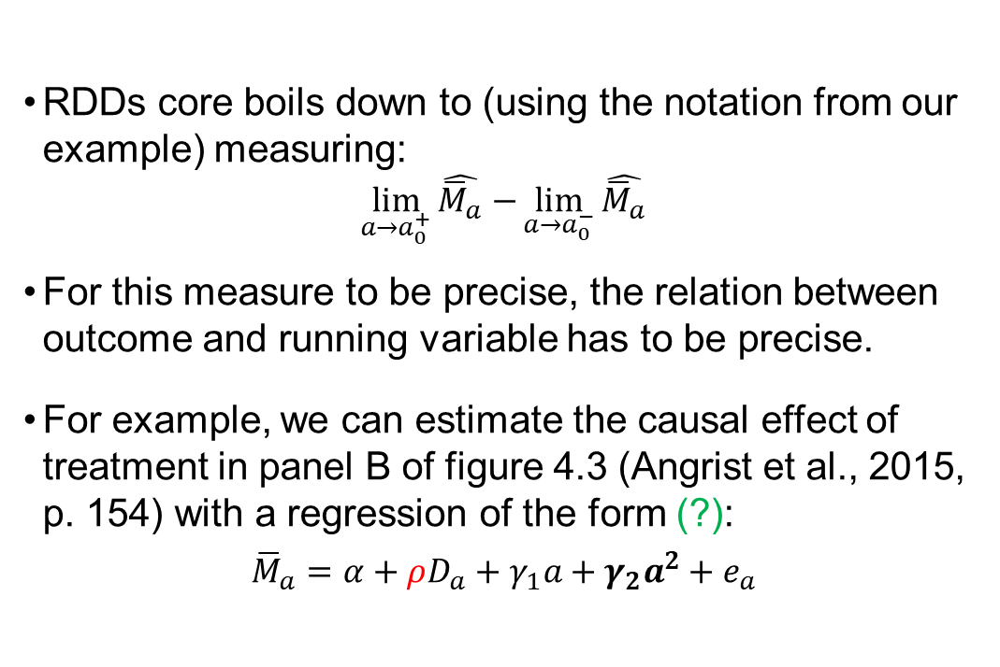 • RDDs core boils down to (using the notation from our
example) measuring:
$\lim_{a \to a_0^+} \widehat{\bar{M}_a} - \lim_{a \to a_0^-} \widehat{\bar{M}_a}$
• For this measure to be precise, the relation between
outcome and running variable has to be precise.
• For example, we can estimate the causal effect of
treatment in panel B of figure 4.3 (Angrist et al., 2015,
p. 154) with a regression of the form (?):
$\bar{M}_a = \alpha + \rho D_a + \gamma_1 a + \boldsymbol{\gamma_2 a^2} + e_a$